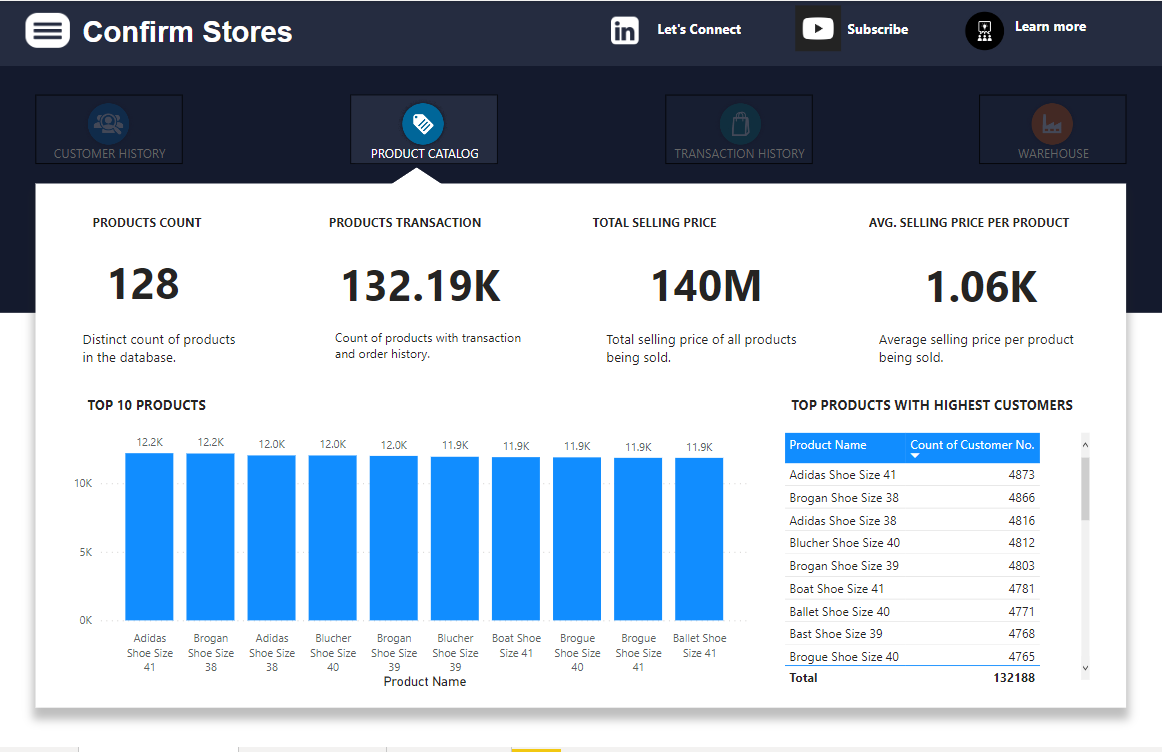 Confirm Stores
Let's Connect
Subscribe
Learn more
CUSTOMER HISTORY
PRODUCT CATALOG
TRANSACTION HISTORY
WAREHOUSE
PRODUCTS COUNT
PRODUCTS TRANSACTION
TOTAL SELLING PRICE
AVG. SELLING PRICE PER PRODUCT
128
132.19K
140M
1.06K
Distinct count of products
in the database.
Count of products with transaction
and order history.
Total selling price of all products
being sold.
Average selling price per product
being sold.
TOP 10 PRODUCTS
12.2K
12.2K
12.0K
12.0K
12.0K
11.9K
11.9K
11.9K
11.9K
11.9K
10K
5K
0K
Adidas
Shoe Size
41
Brogan
Shoe Size
38
Adidas
Shoe Size
38
Blucher
Shoe Size
40
Brogan
Shoe Size
39
Blucher
Shoe Size
39
Boat Shoe
Size 41
Brogue
Shoe Size
40
Brogue
Shoe Size
41
Ballet Shoe
Size 41
Product Name
TOP PRODUCTS WITH HIGHEST CUSTOMERS
Product Name Count of Customer No.
Adidas Shoe Size 41 4873
Brogan Shoe Size 38 4866
Adidas Shoe Size 38 4816
Blucher Shoe Size 40 4812
Brogan Shoe Size 39 4803
Boat Shoe Size 41 4781
Ballet Shoe Size 40 4771
Bast Shoe Size 39 4768
Brogue Shoe Size 40 4765
Total 132188